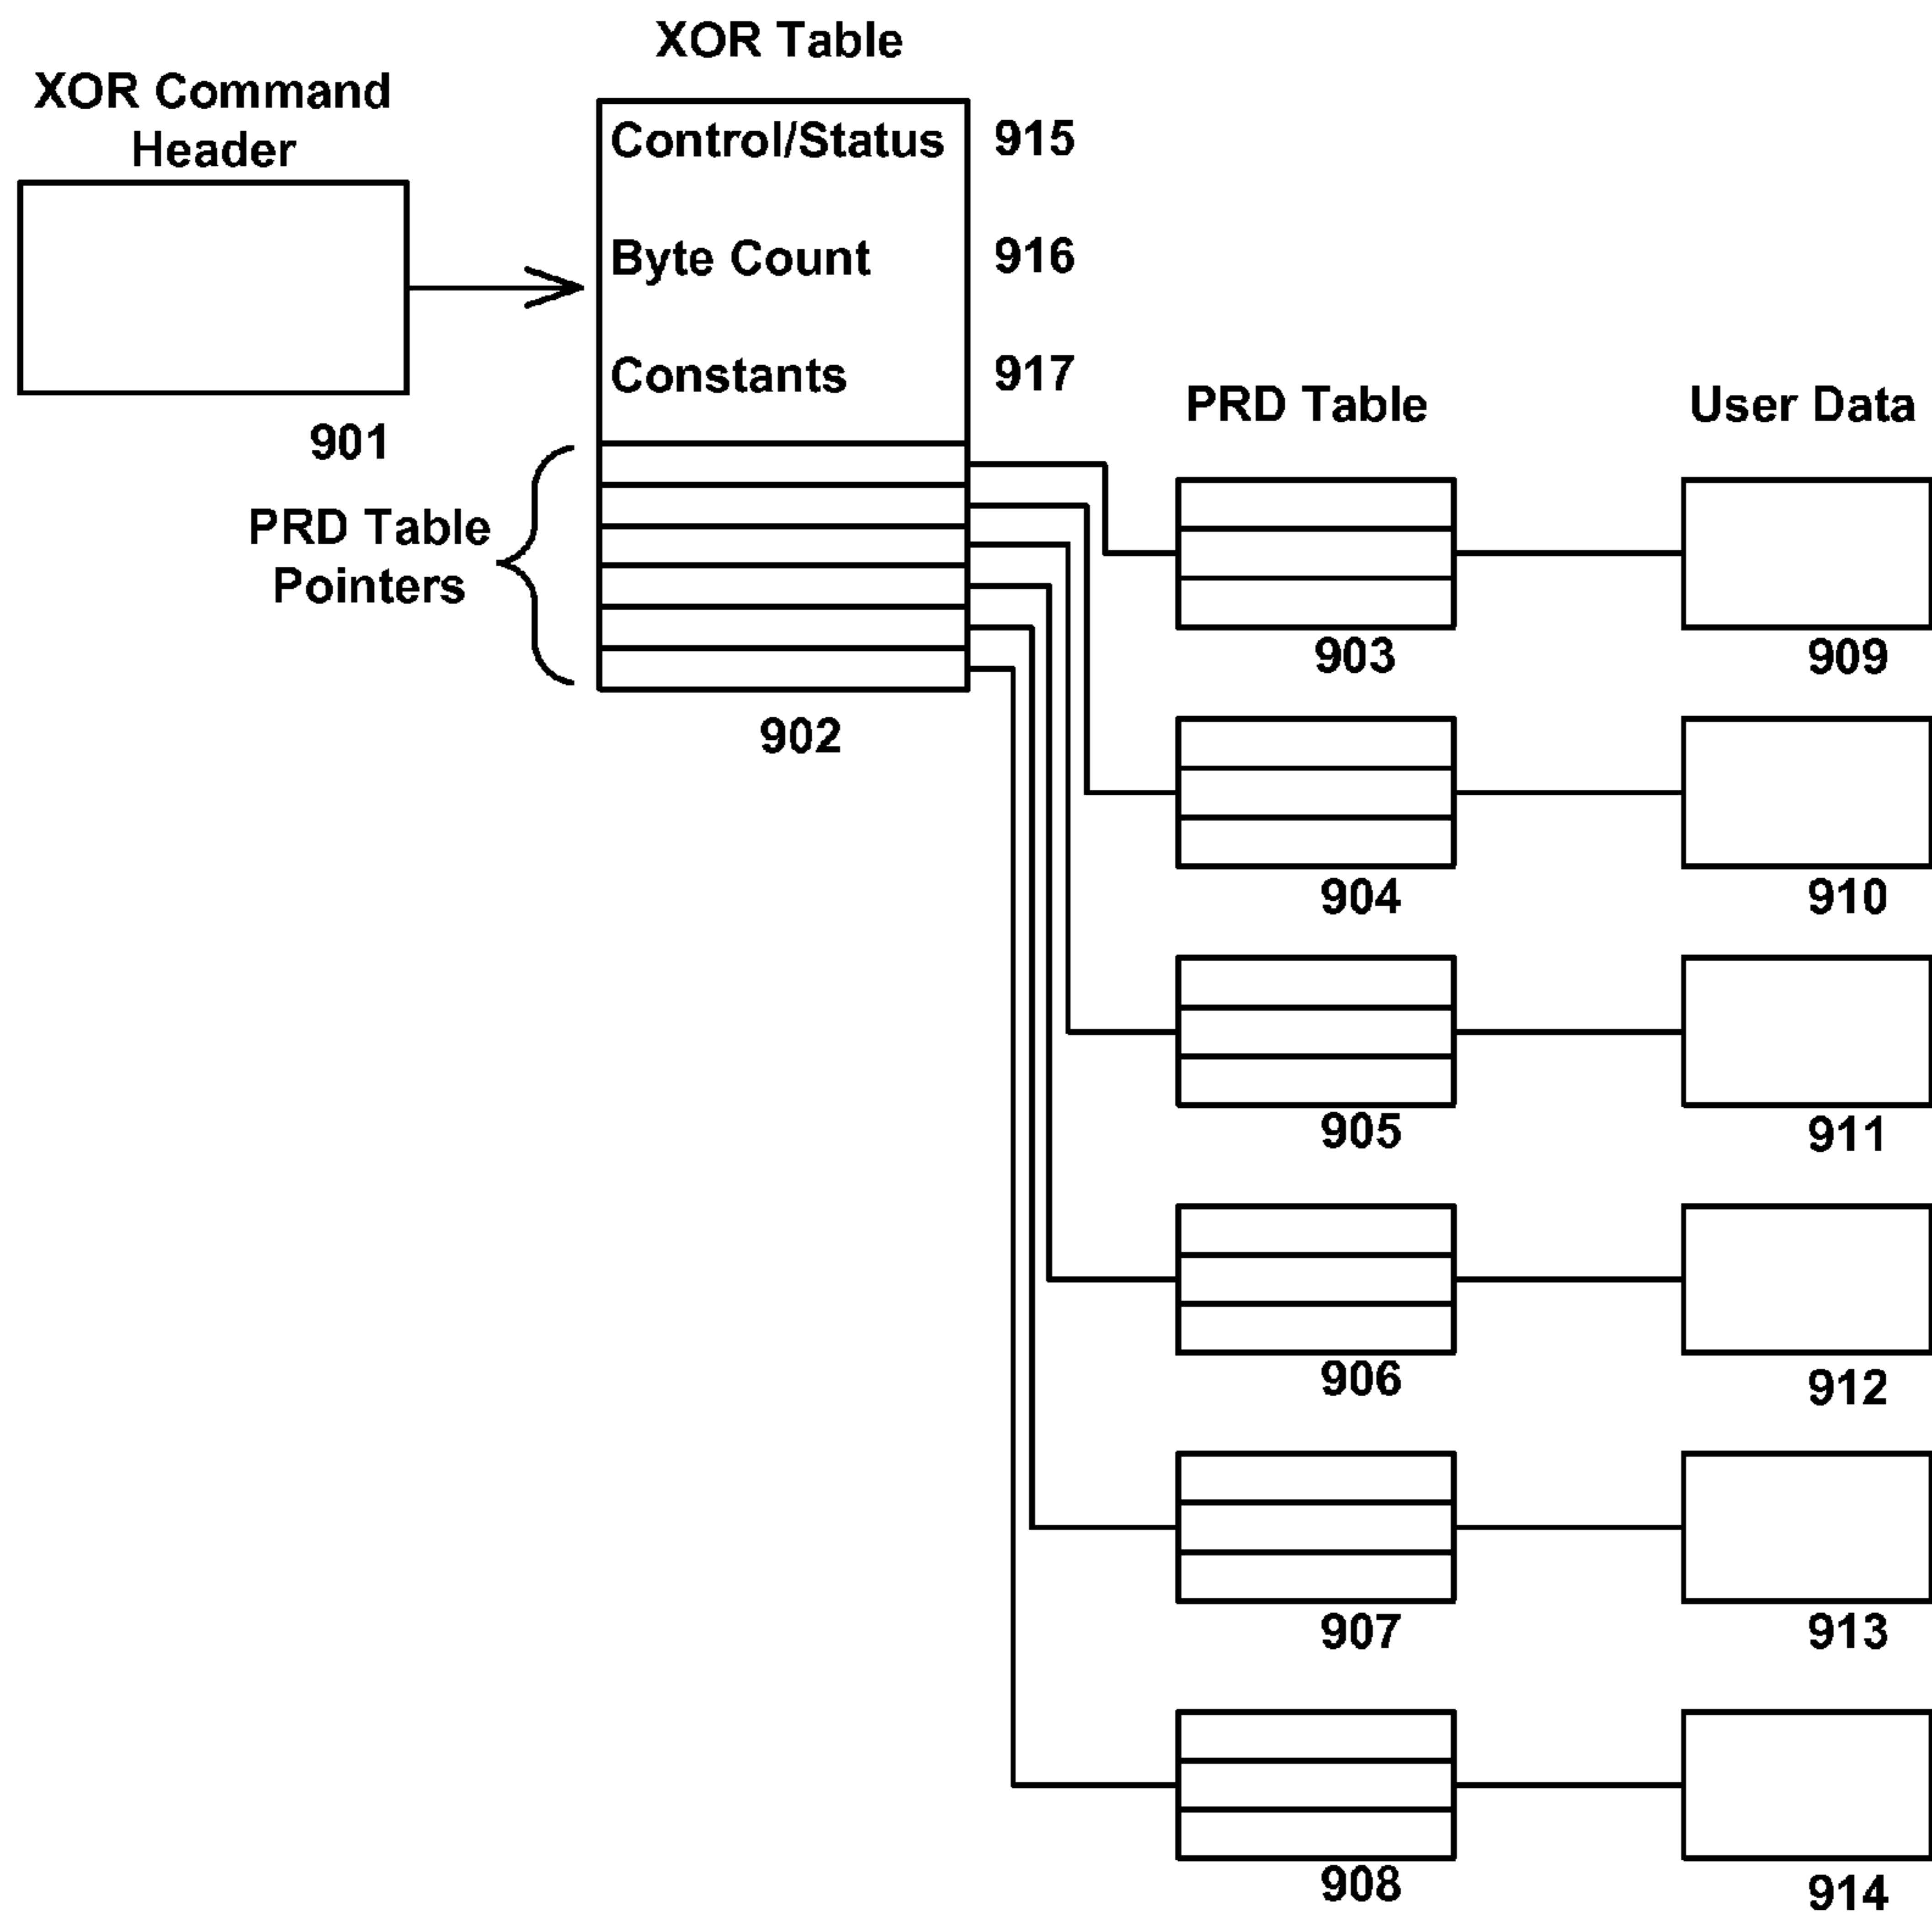 XOR Table
XOR Command
Header
Control/Status 915
Byte Count 916
Constants 917
901
PRD Table
Pointers
902
PRD Table
User Data
903
909
904
910
905
911
906
912
907
913
908
914